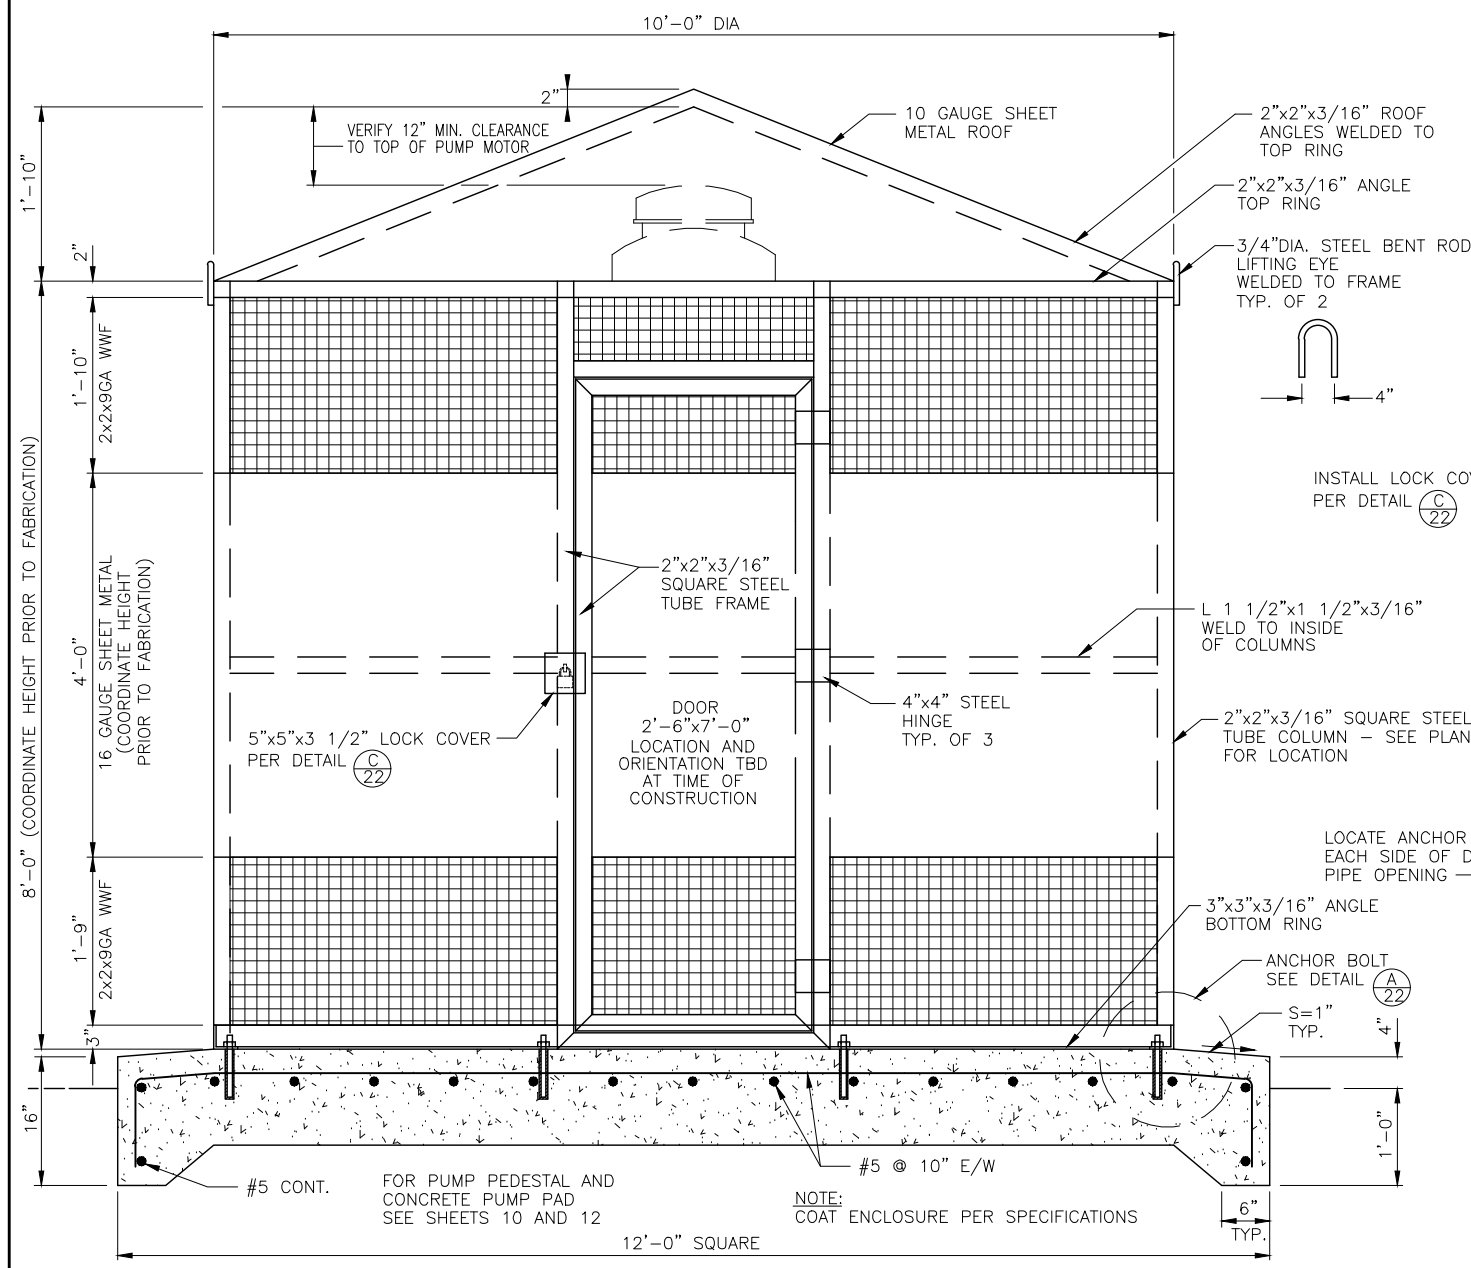 10'-0" DIA
2"
VERIFY 12" MIN. CLEARANCE
TO TOP OF PUMP MOTOR
10 GAUGE SHEET
METAL ROOF
2"x2"x3/16" ROOF
ANGLES WELDED TO
TOP RING
2"x2"x3/16" ANGLE
TOP RING
3/4"DIA. STEEL BENT ROD
LIFTING EYE
WELDED TO FRAME
TYP. OF 2
4"
1'-10"
2"
1'-10"
2x2x9GA WWF
8'-0" (COORDINATE HEIGHT PRIOR TO FABRICATION)
4'-0"
16 GAUGE SHEET METAL
(COORDINATE HEIGHT
PRIOR TO FABRICATION)
1'-9"
2x2x9GA WWF
3"
16"
INSTALL LOCK
PER DETAIL C
22
2"x2"x3/16"
SQUARE STEEL
TUBE FRAME
L 1 1/2"x1 1/2"x3/16"
WELD TO INSIDE
OF COLUMNS
5"x5"x3 1/2" LOCK COVER
PER DETAIL C
22
DOOR
2'-6"x7'-0"
LOCATION AND
ORIENTATION TBD
AT TIME OF
CONSTRUCTION
4"x4" STEEL
HINGE
TYP. OF 3
2"x2"x3/16" SQUARE STEEL
TUBE COLUMN – SEE PLAN
FOR LOCATION
LOCATE ANCHOR
EACH SIDE OF
PIPE OPENING –
3"x3"x3/16" ANGLE
BOTTOM RING
ANCHOR BOLT
SEE DETAIL A
22
S=1"
TYP.
4"
1'-0"
6"
TYP.
#5 CONT.
FOR PUMP PEDESTAL AND
CONCRETE PUMP PAD
SEE SHEETS 10 AND 12
#5 @ 10" E/W
NOTE:
COAT ENCLOSURE PER SPECIFICATIONS
12'-0" SQUARE